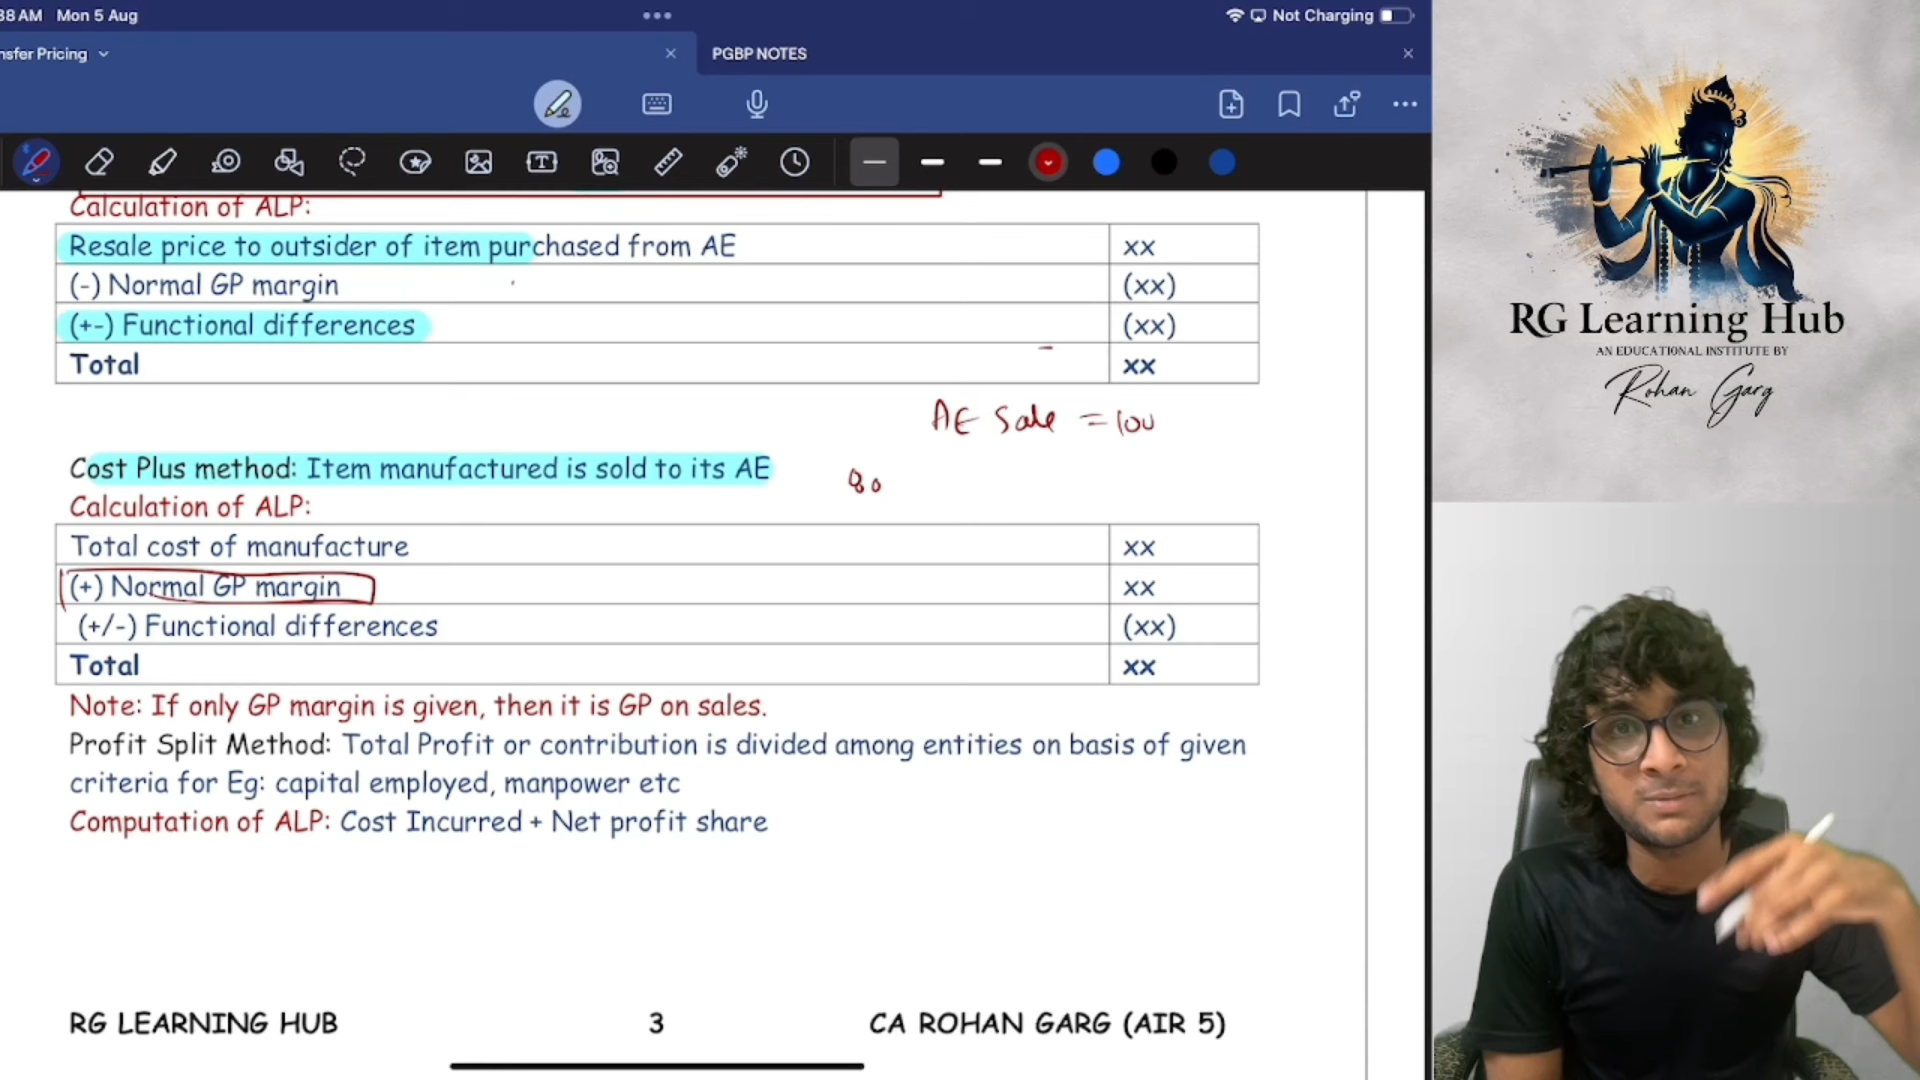 38 AM Mon 5 Aug
Not Charging
nsfer Pricing
PGBP NOTES
Calculation of ALP:
Resale price to outsider of item purchased from AE xx
(-) Normal GP margin (xx)
(+-) Functional differences (xx)
Total xx
AE Sale = 100
Cost Plus method: Item manufactured is sold to its AE
80
Calculation of ALP:
Total cost of manufacture xx
(+) Normal GP margin xx
(+/-) Functional differences (xx)
Total xx
Note: If only GP margin is given, then it is GP on sales.
Profit Split Method: Total Profit or contribution is divided among entities on basis of given
criteria for Eg: capital employed, manpower etc
Computation of ALP: Cost Incurred + Net profit share
RG LEARNING HUB 3 CA ROHAN GARG (AIR 5)
RG Learning Hub
AN EDUCATIONAL INSTITUTE BY
Rohan Garg